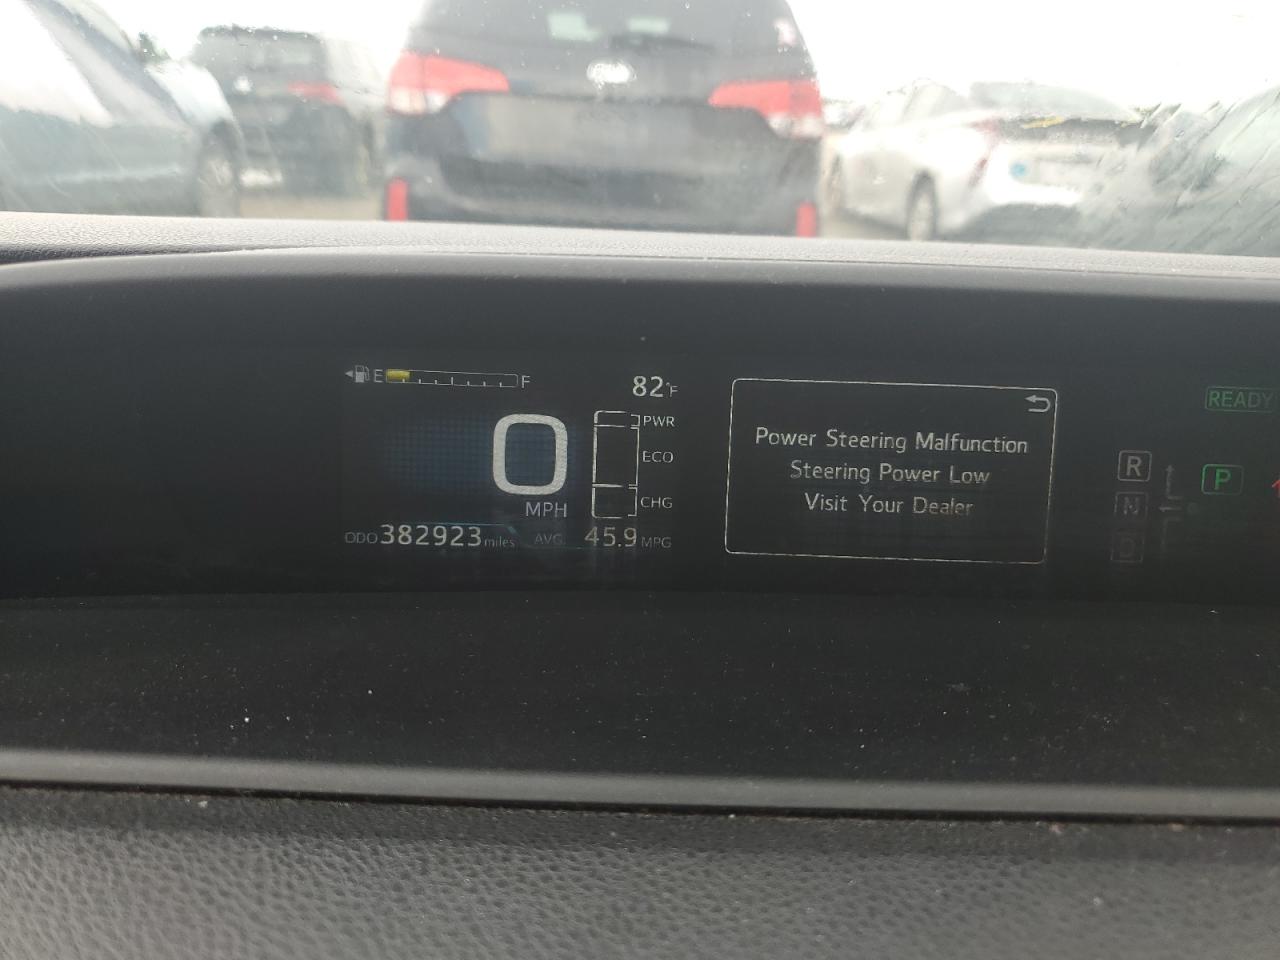 E F
82°F
PWR
0
ECO
MPH
CHG
ODO 382923 miles AVG. 45.9 MPG
Power Steering Malfunction
Steering Power Low
Visit Your Dealer
READY
R
P
N
D
KIA